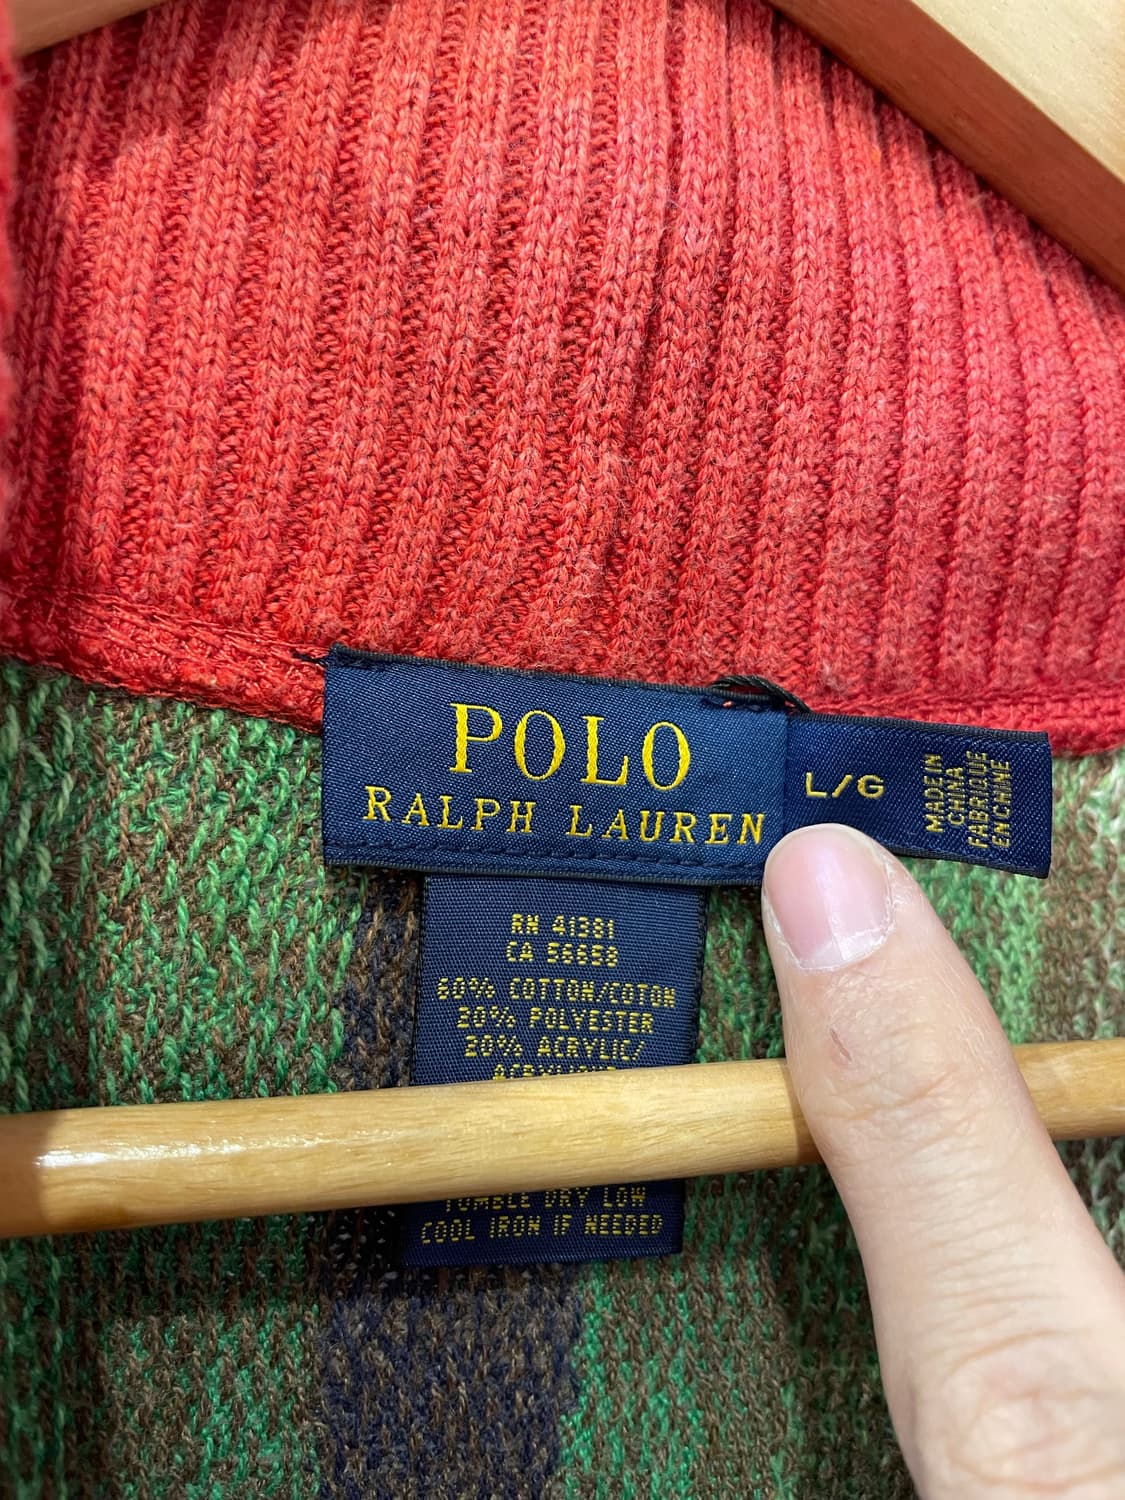 POLO
RALPH LAUREN
L/G
MADE IN
CHINA
FABRIQUE
EN CHINE
RN 41381
CA 56658
60% COTTON/COTON
20% POLYESTER
20% ACRYLIC/
TUMBLE DRY LOW
COOL IRON IF NEEDED